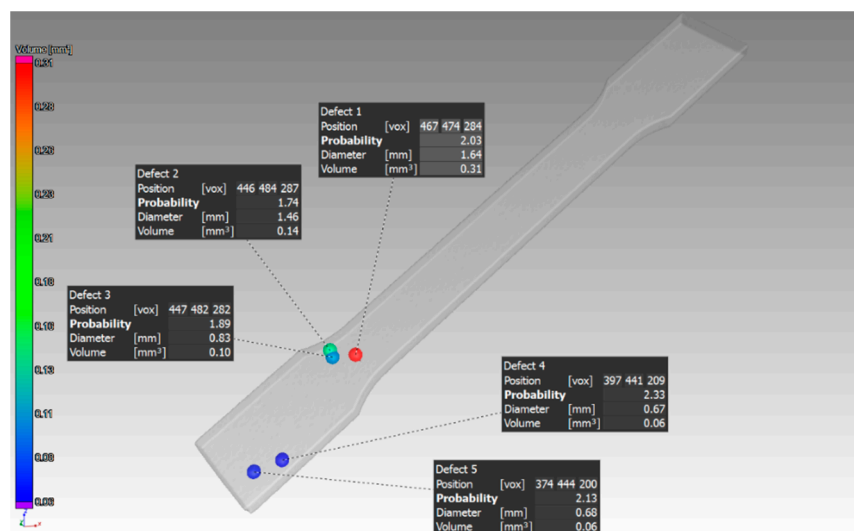 Volume [mm³]
0.31
0.28
0.26
0.23
0.21
0.18
0.16
0.13
0.11
0.08
0.06
Defect 1
Position [vox] 467 474 284
Probability 2.03
Diameter [mm] 1.64
Volume [mm³] 0.31
Defect 2
Position [vox] 446 484 287
Probability 1.74
Diameter [mm] 1.46
Volume [mm³] 0.14
Defect 3
Position [vox] 447 482 282
Probability 1.89
Diameter [mm] 0.83
Volume [mm³] 0.10
Defect 4
Position [vox] 397 441 209
Probability 2.33
Diameter [mm] 0.67
Volume [mm³] 0.06
Defect 5
Position [vox] 374 444 200
Probability 2.13
Diameter [mm] 0.68
Volume [mm³] 0.06